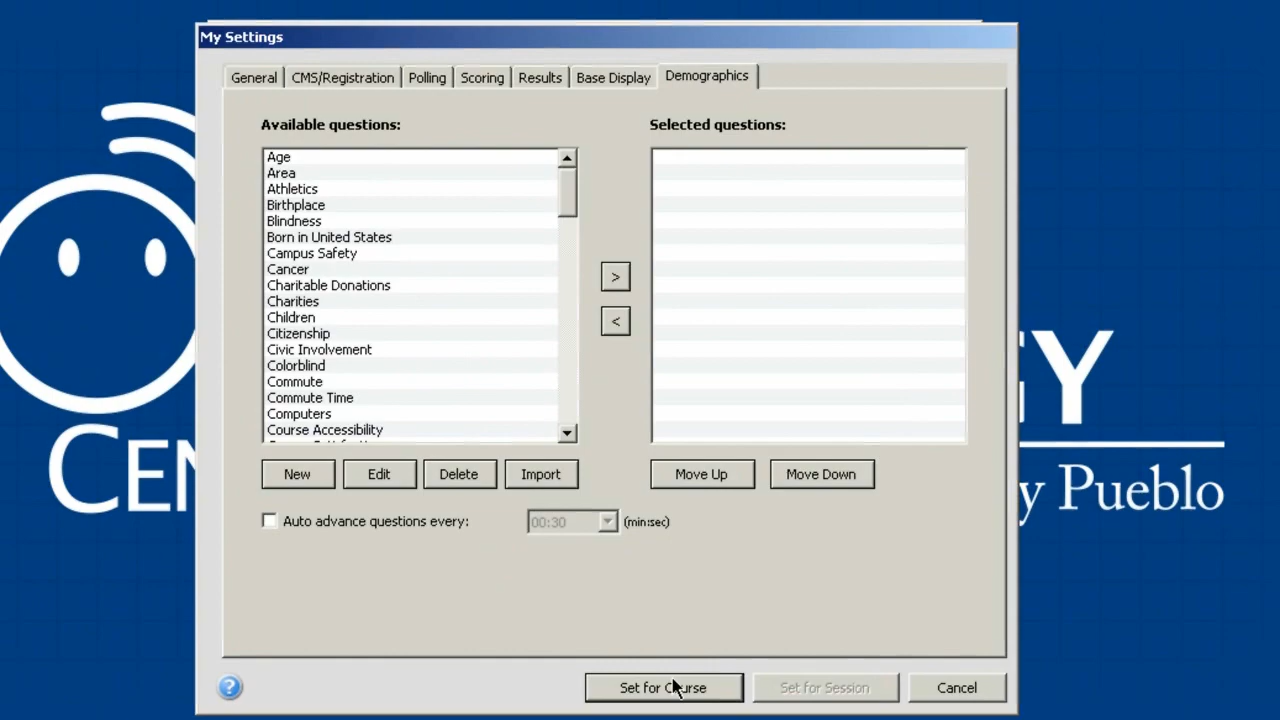 My Settings
General CMS/Registration Polling Scoring Results Base Display Demographics
Available questions: Selected questions:
Age
Area
Athletics
Birthplace
Blindness
Born in United States
Campus Safety
Cancer
Charitable Donations
Charities
Children
Citizenship
Civic Involvement
Colorblind
Commute
Commute Time
Computers
Course Accessibility
>
<
New Edit Delete Import Move Up Move Down
Auto advance questions every: 00:30 (min:sec)
? Set for Course Set for Session Cancel
CEN
GY
y Pueblo